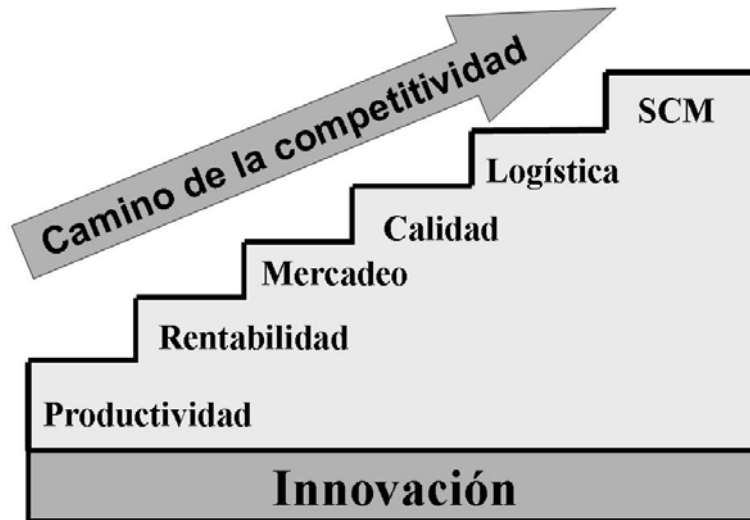 Camino de la competitividad
SCM
Logística
Calidad
Mercadeo
Rentabilidad
Productividad
Innovación